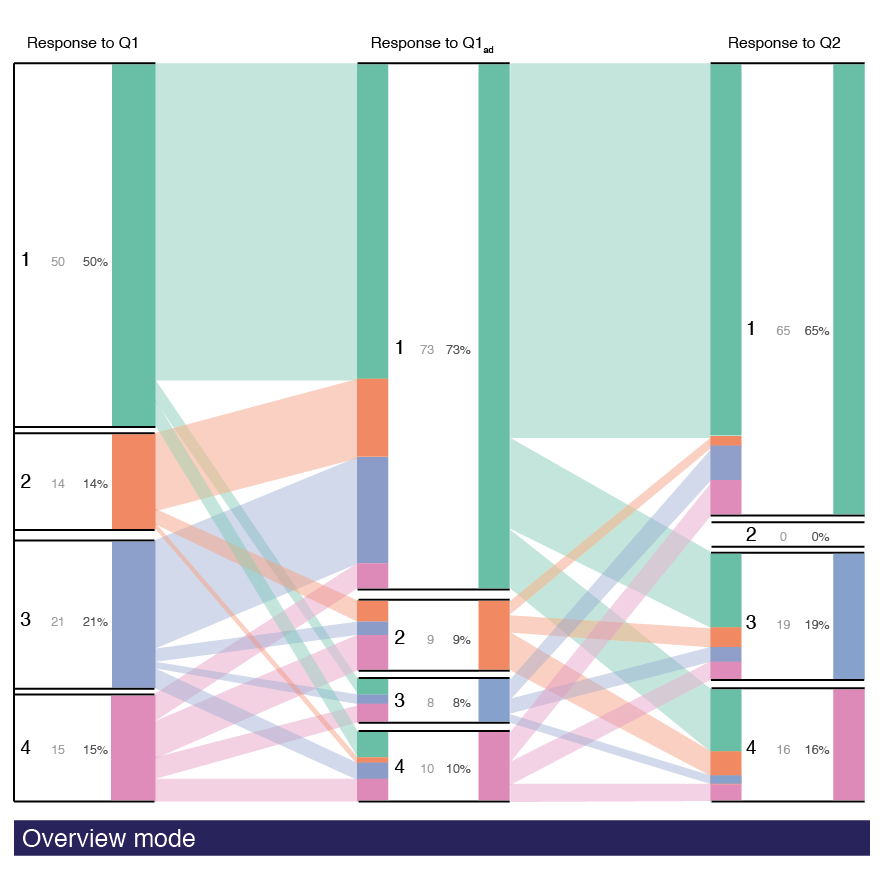 Response to Q1
Response to Q1ad
Response to Q2
1 50 50%
2 14 14%
3 21 21%
4 15 15%
1 73 73%
2 9 9%
3 8 8%
4 10 10%
1 65 65%
2 0 0%
3 19 19%
4 16 16%
Overview mode